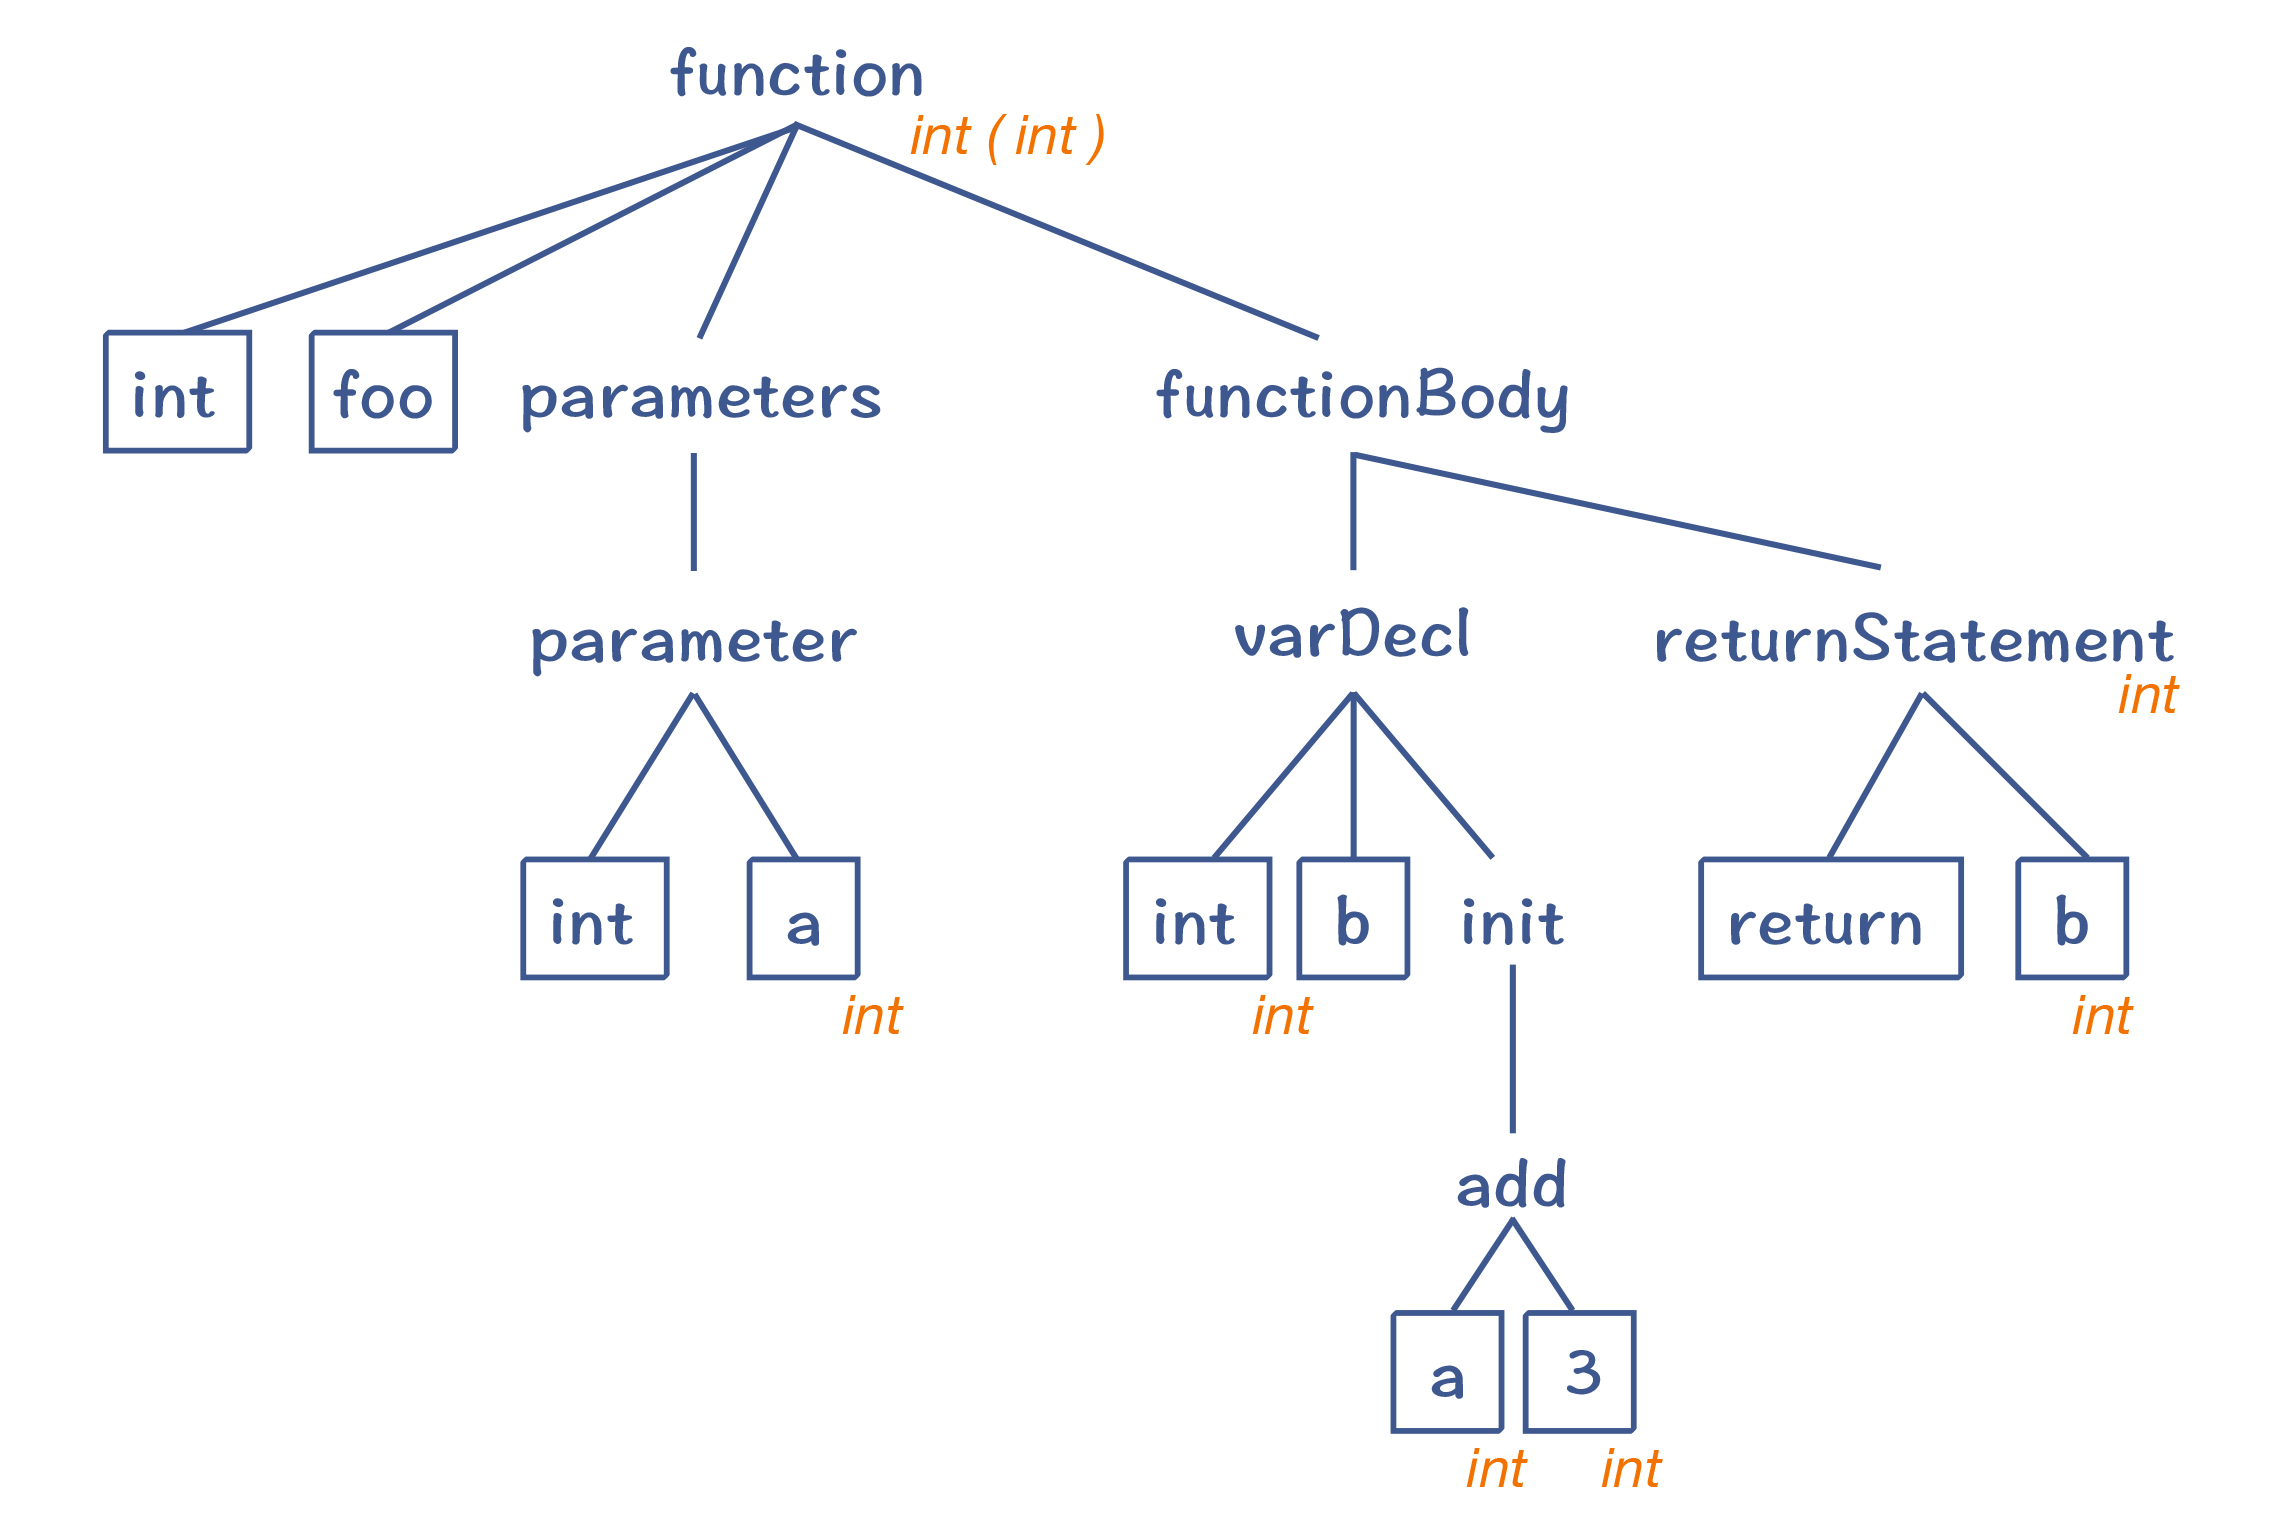 function
int ( int )
int foo parameters functionBody
parameter varDecl returnStatement
int
int a int b init return b
int int int
add
a 3
int int